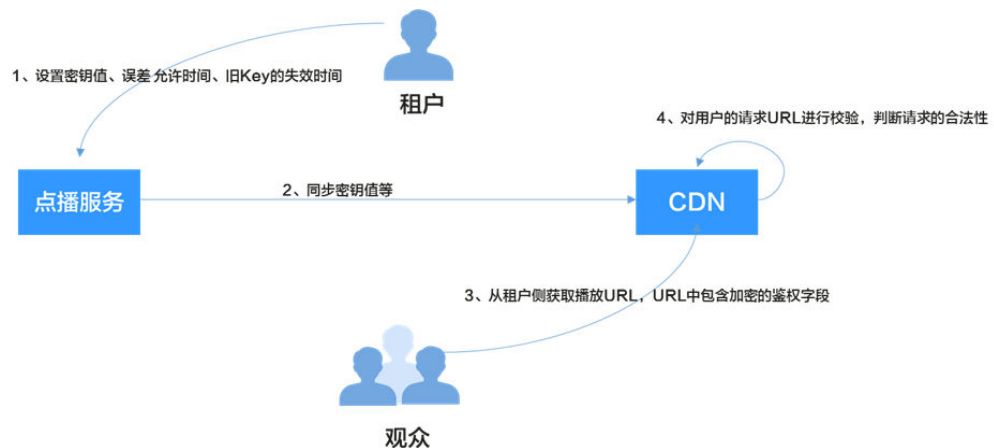 1、设置密钥值、误差允许时间、旧Key的失效时间
租户
4、对用户的请求URL进行校验，判断请求的合法性
点播服务
2、同步密钥值等
CDN
3、从租户侧获取播放URL，URL中包含加密的鉴权字段
观众